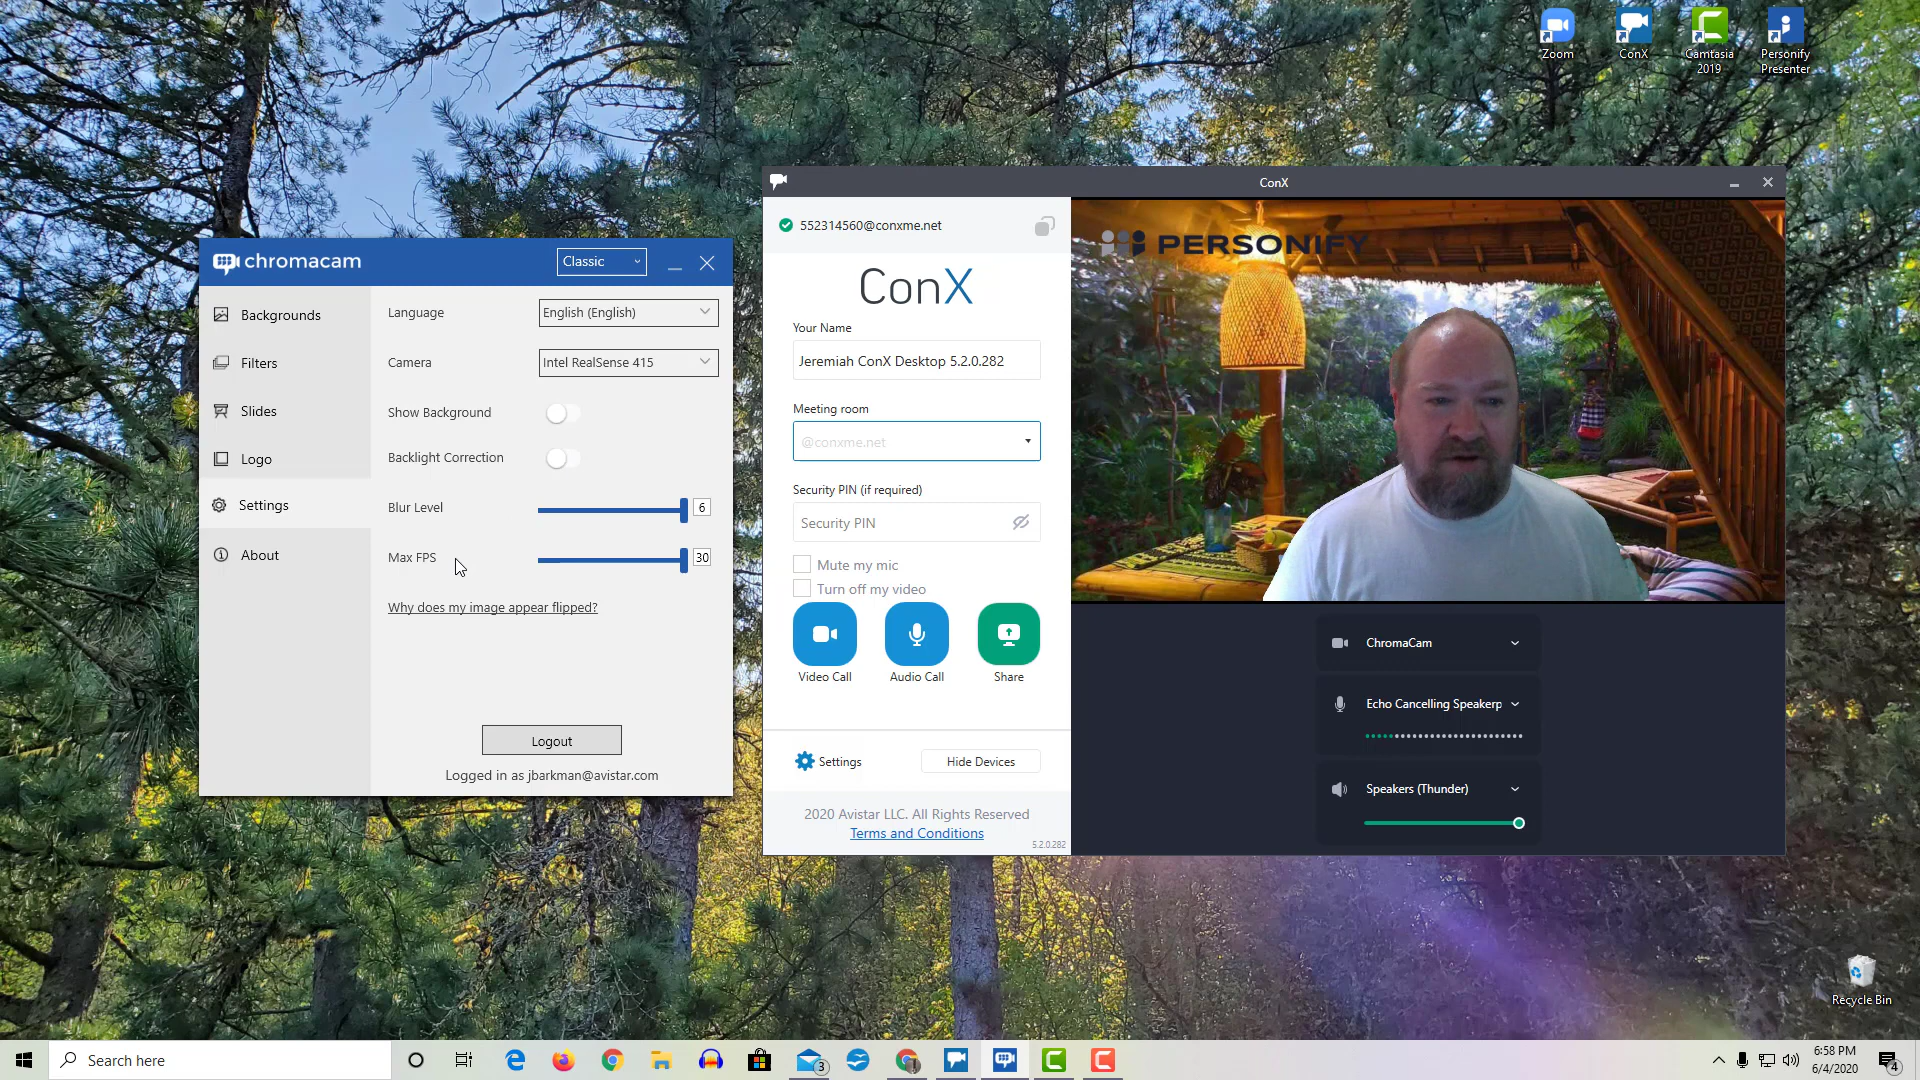 Zoom
ConX
Camtasia
2019
Personify
Presenter
chromacam
Classic
Backgrounds
Filters
Slides
Logo
Settings
About
Language
English (English)
Camera
Intel RealSense 415
Show Background
Backlight Correction
Blur Level
6
Max FPS
30
Why does my image appear flipped?
Logout
Logged in as jbarkman@avistar.com
ConX
552314560@conxme.net
ConX
Your Name
Jeremiah ConX Desktop 5.2.0.282
Meeting room
@conxme.net
Security PIN (if required)
Security PIN
Mute my mic
Turn off my video
Video Call
Audio Call
Share
Settings
Hide Devices
2020 Avistar LLC. All Rights Reserved
Terms and Conditions
5.2.0.282
PERSONIFY
ChromaCam
Echo Cancelling Speakerp
Speakers (Thunder)
Recycle Bin
Search here
3
6:58 PM
6/4/2020
4